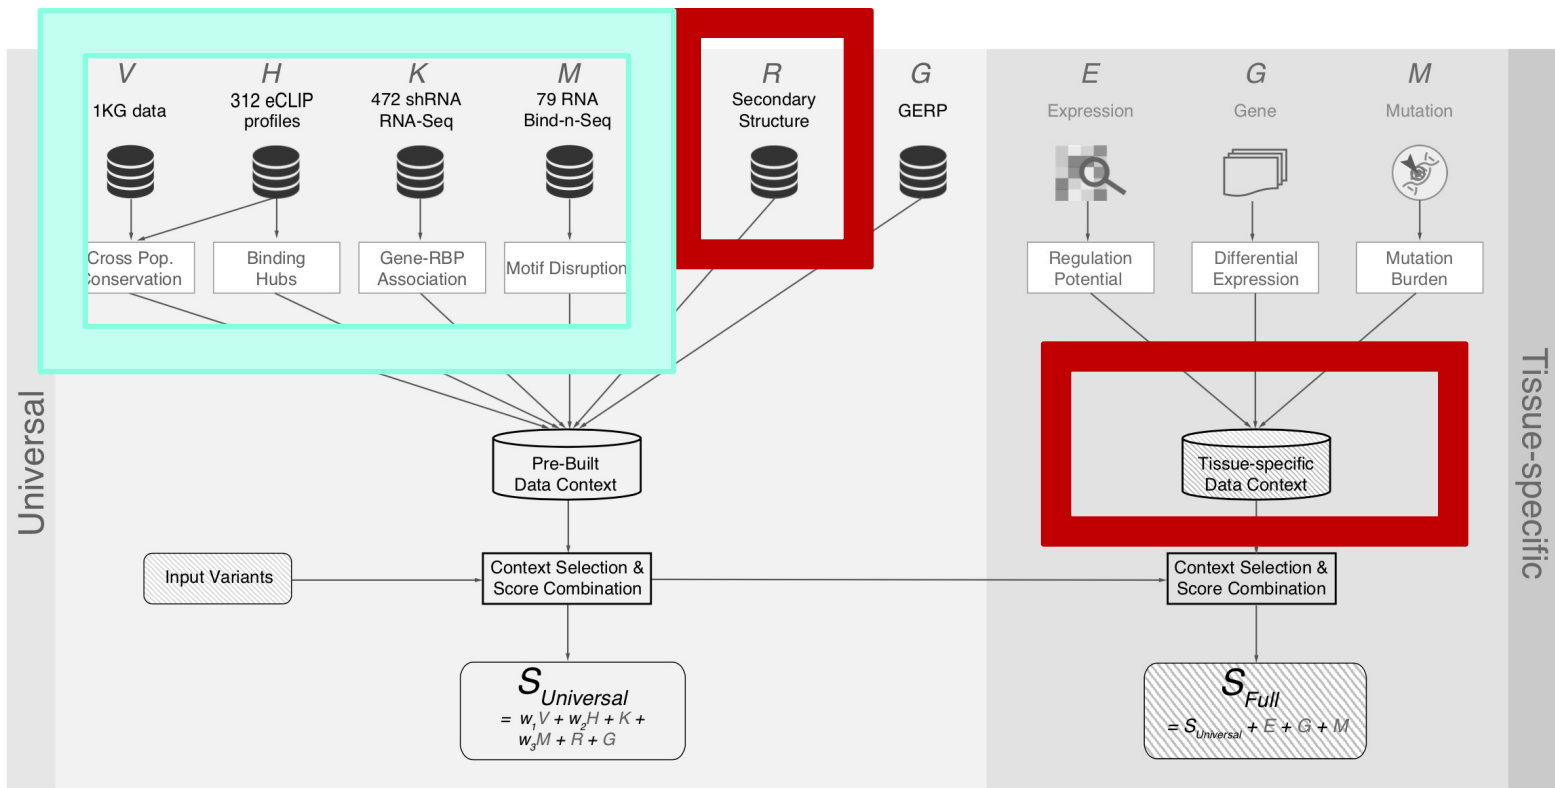 V H K M R G E G M
1KG data
312 eCLIP
profiles
472 shRNA
RNA-Seq
79 RNA
Bind-n-Seq
Secondary
Structure
GERP
Expression
Gene
Mutation
Cross Pop.
Conservation
Binding
Hubs
Gene-RBP
Association
Motif Disruption
Regulation
Potential
Differential
Expression
Mutation
Burden
Universal
Tissue-specific
Pre-Built
Data Context
Tissue-specific
Data Context
Input Variants
Context Selection &
Score Combination
Context Selection &
Score Combination
S Universal
= w1V + w2H + K +
w3M + R + G
S Full
= S Universal + E + G + M